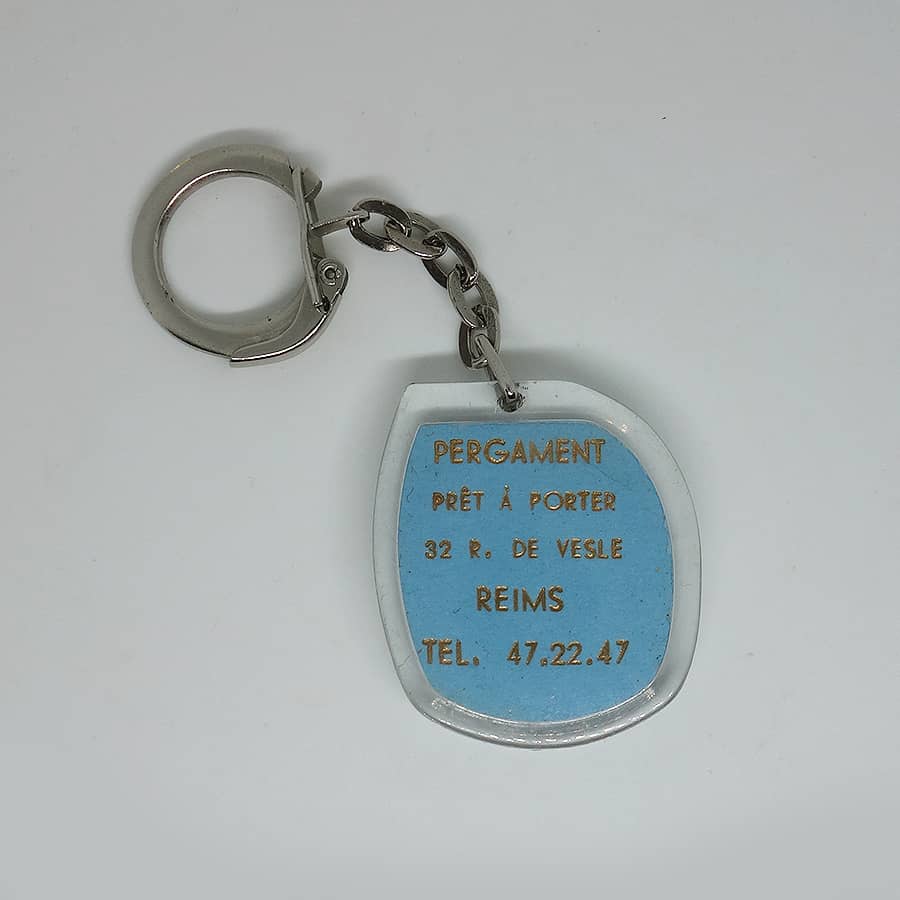 PERGAMENT
PRÊT À PORTER
32 R. DE VESLE
REIMS
TEL. 47.22.47